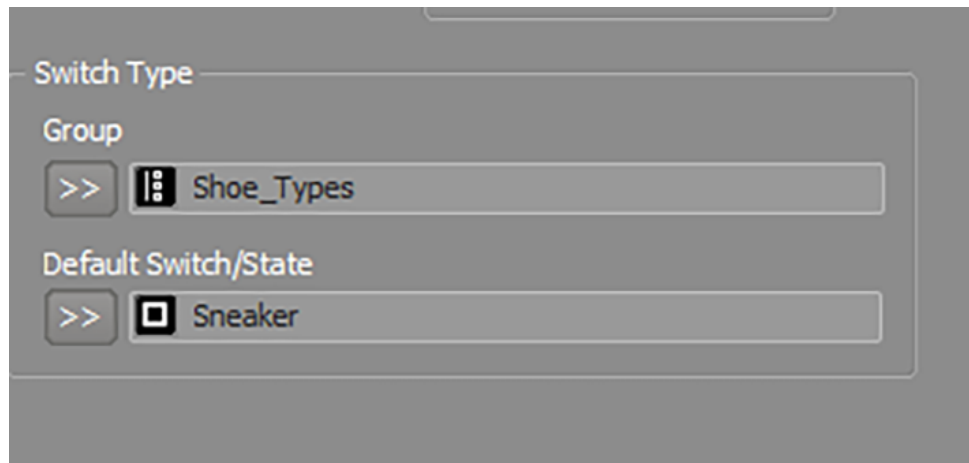 Switch Type
Group
>> Shoe_Types
Default Switch/State
>> Sneaker